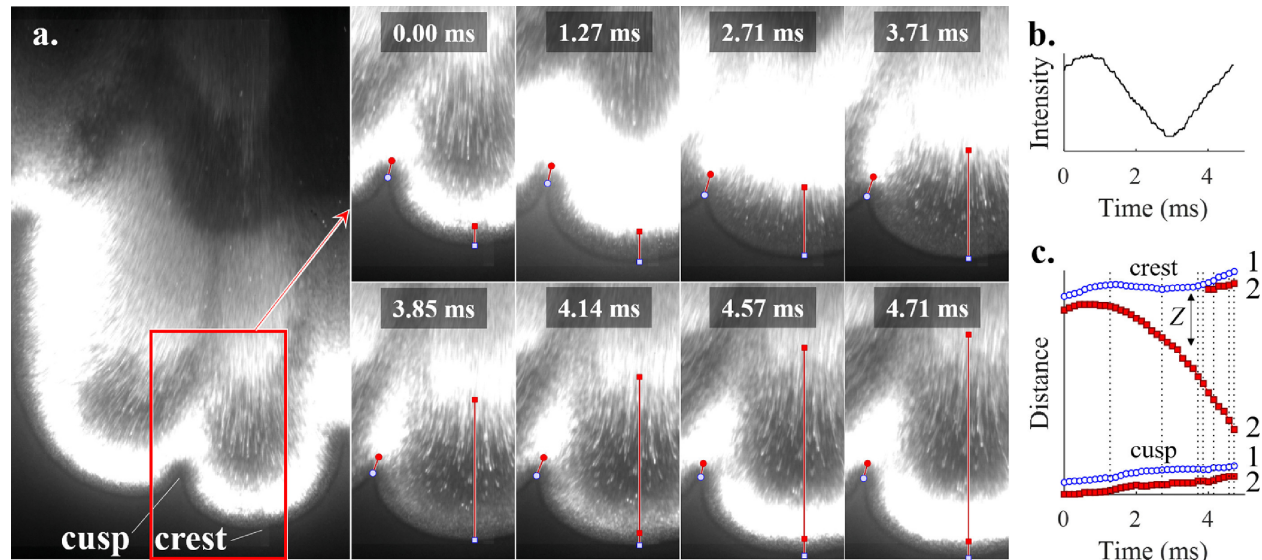 a.
0.00 ms
1.27 ms
2.71 ms
3.71 ms
3.85 ms
4.14 ms
4.57 ms
4.71 ms
cusp
crest
b.
Intensity
0
2
4
Time (ms)
c.
crest
1
2
Z
Distance
2
cusp
1
2
0
2
4
Time (ms)